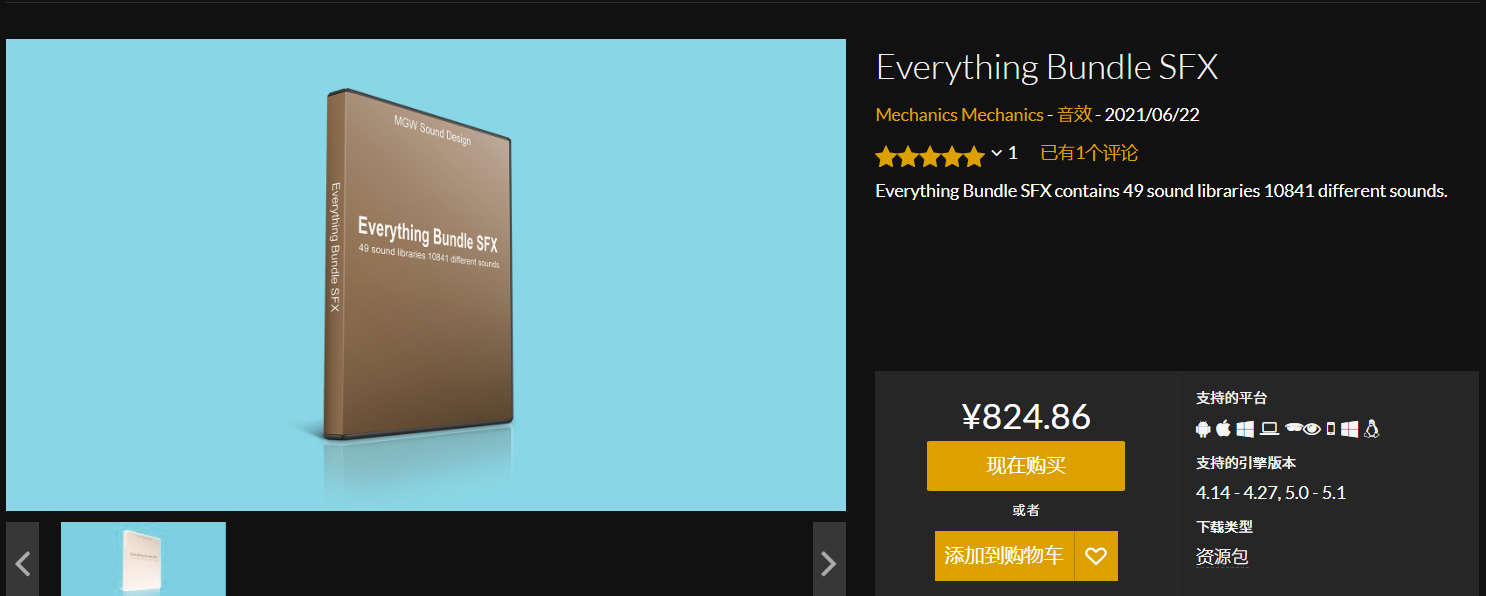 MGW Sound Design
Everything Bundle SFX
Everything Bundle SFX
49 sound libraries 10841 different sounds
Everything Bundle SFX
Mechanics Mechanics - 音效 - 2021/06/22
1 已有1个评论
Everything Bundle SFX contains 49 sound libraries 10841 different sounds.
¥824.86
现在购买
或者
添加到购物车
支持的平台
支持的引擎版本
4.14 - 4.27, 5.0 - 5.1
下载类型
资源包